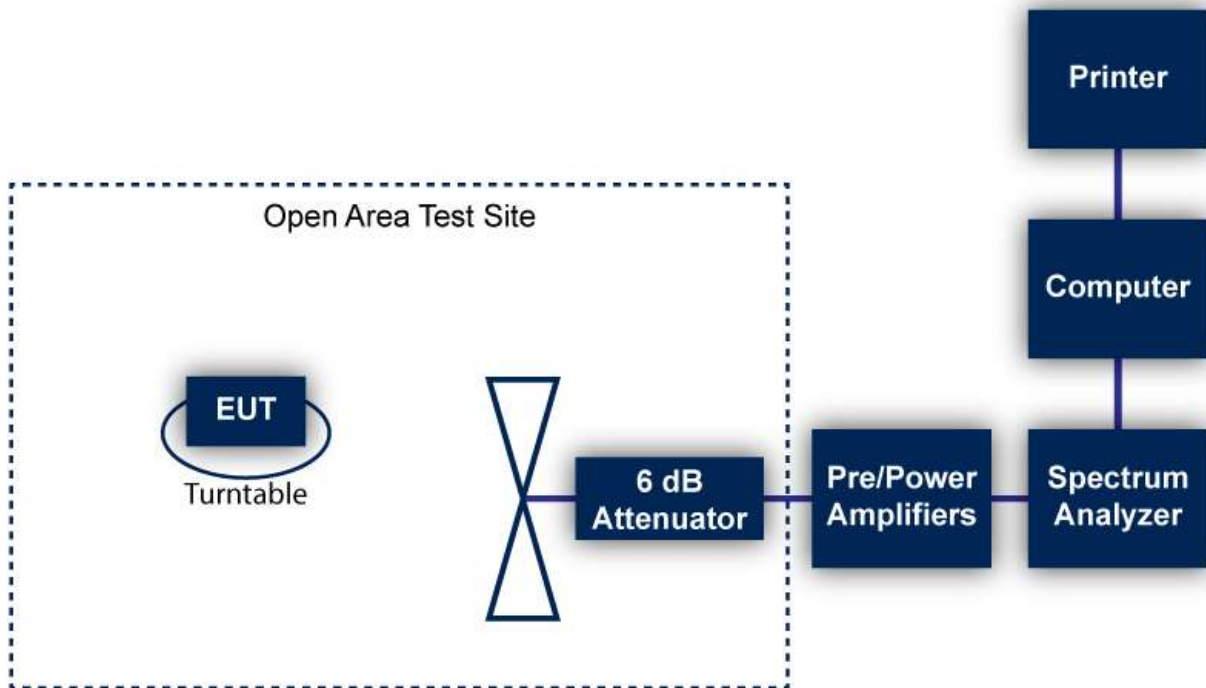 Printer
Open Area Test Site
Computer
EUT
Turntable
6 dB
Attenuator
Pre/Power
Amplifiers
Spectrum
Analyzer